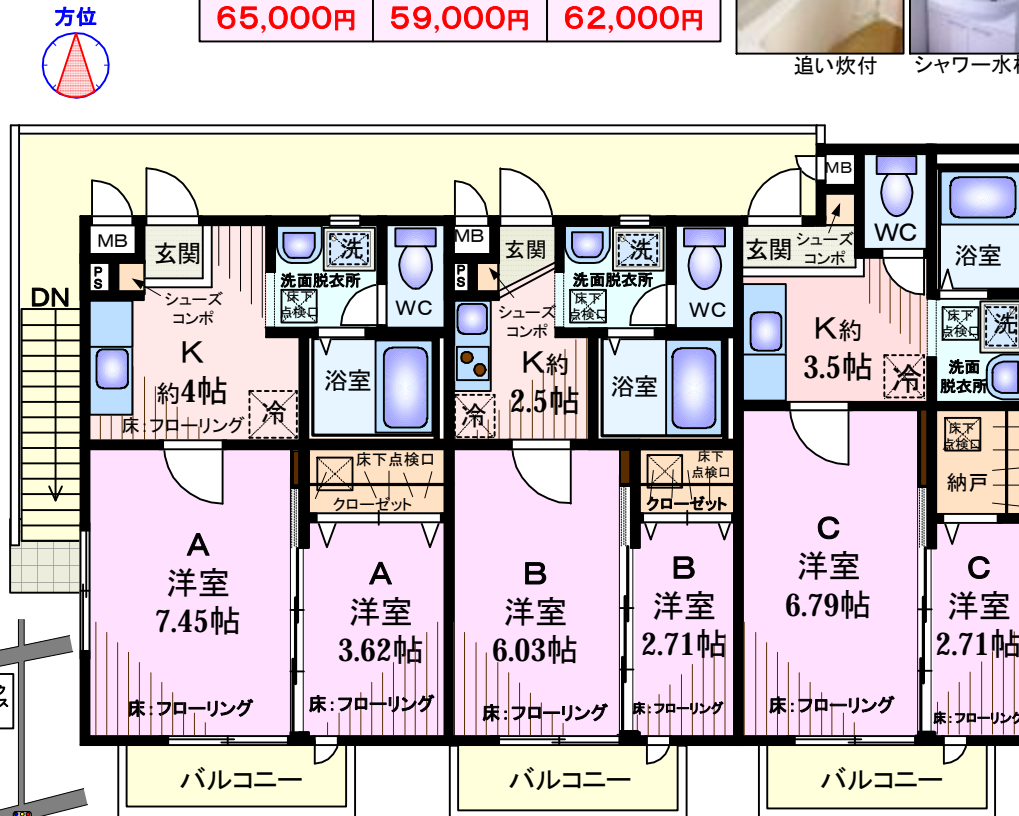 方位
65,000円 59,000円 62,000円
追い炊付
シャワー水
MB
玄関
PS
シューズ
コンポ
洗
洗面脱衣所
床下
点検口
WC
K
約4帖
床:フローリング
冷
浴室
DN
MB
玄関
PS
シューズ
コンポ
洗
洗面脱衣所
床下
点検口
WC
K約
2.5帖
冷
浴室
MB
玄関
シューズ
コンポ
WC
浴室
K約
3.5帖
冷
床下
点検口
洗
洗面
脱衣所
床下点検口
クローゼット
床下
点検口
クローゼット
床下
点検口
納戸
A
洋室
7.45帖
床:フローリング
A
洋室
3.62帖
床:フローリング
B
洋室
6.03帖
床:フローリング
B
洋室
2.71帖
床:フローリング
C
洋室
6.79帖
床:フローリング
C
洋室
2.71帖
床:フローリング
バルコニー
バルコニー
バルコニー